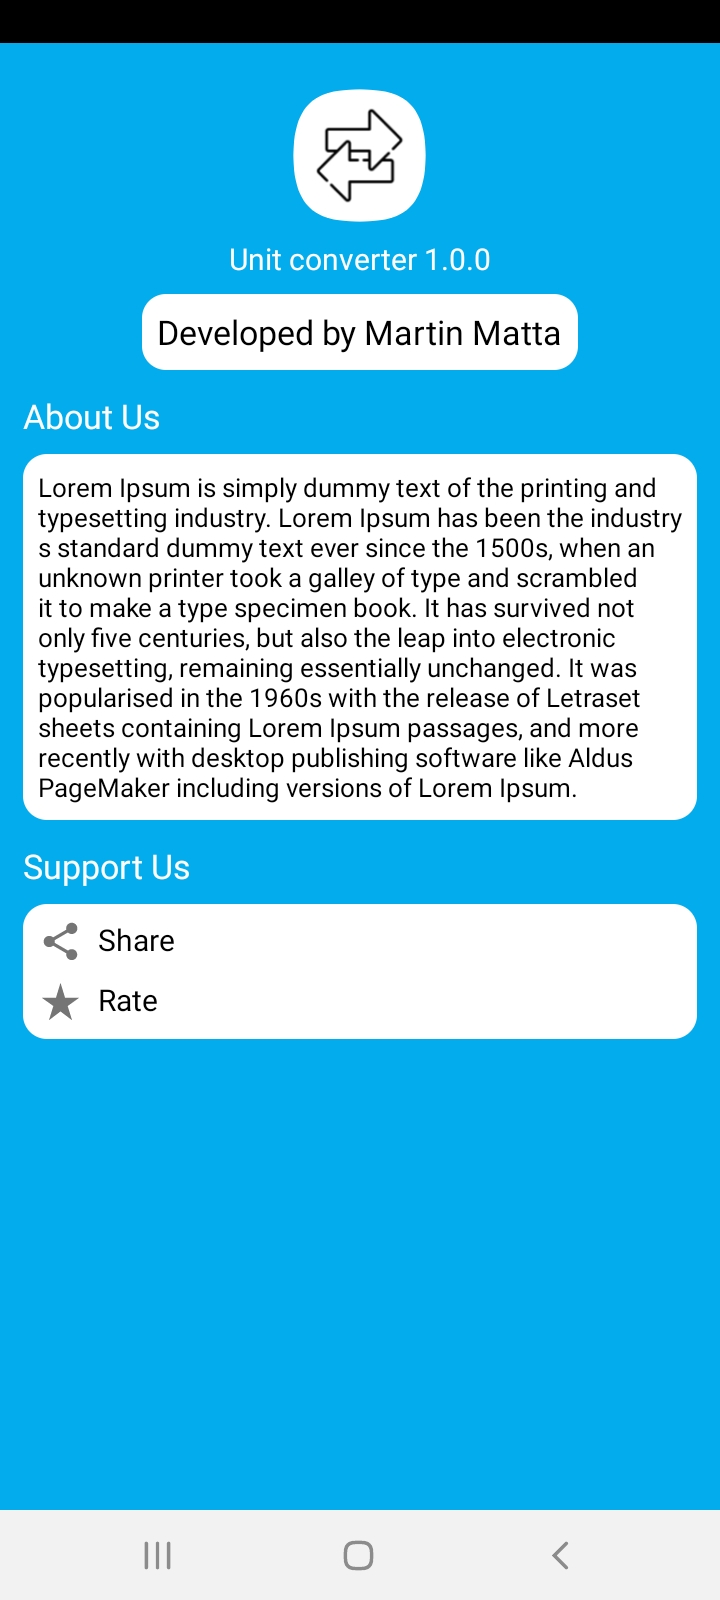 Unit converter 1.0.0
Developed by Martin Matta
About Us
Lorem Ipsum is simply dummy text of the printing and
typesetting industry. Lorem Ipsum has been the industry
s standard dummy text ever since the 1500s, when an
unknown printer took a galley of type and scrambled
it to make a type specimen book. It has survived not
only five centuries, but also the leap into electronic
typesetting, remaining essentially unchanged. It was
popularised in the 1960s with the release of Letraset
sheets containing Lorem Ipsum passages, and more
recently with desktop publishing software like Aldus
PageMaker including versions of Lorem Ipsum.
Support Us
Share
Rate